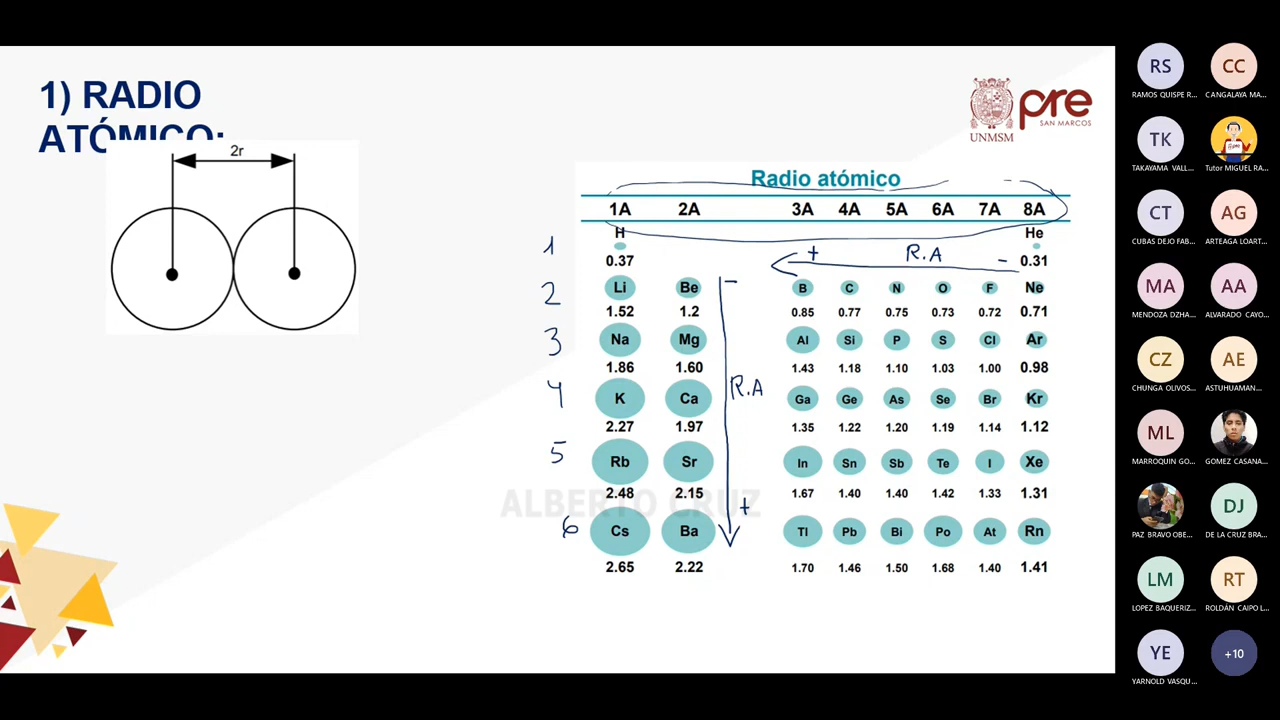 1) RADIO
ATÓMICO:
2r
UNMSM
pre
SAN MARCOS
Radio atómico
1A 2A 3A 4A 5A 6A 7A 8A
1 H He
0.37 + R.A - 0.31
2 Li Be - B C N O F Ne
1.52 1.2 0.85 0.77 0.75 0.73 0.72 0.71
3 Na Mg Al Si P S Cl Ar
1.86 1.60 1.43 1.18 1.10 1.03 1.00 0.98
4 K Ca R.A Ga Ge As Se Br Kr
2.27 1.97 1.35 1.22 1.20 1.19 1.14 1.12
5 Rb Sr In Sn Sb Te I Xe
2.48 2.15 1.67 1.40 1.40 1.42 1.33 1.31
ALBERTO CRUZ +
6 Cs Ba Tl Pb Bi Po At Rn
2.65 2.22 1.70 1.46 1.50 1.68 1.40 1.41
RS CC
RAMOS QUISPE R... CANGALAYA MA...
TK
TAKAYAMA VALL... Tutor MIGUEL RA...
CT AG
CUBAS DEJO FAB... ARTEAGA LOART...
MA AA
MENDOZA DZHA... ALVARADO CAYO...
CZ AE
CHUNGA OLIVOS... ASTUHUAMAN...
ML
MARROQUIN GO... GOMEZ CASANA...
DJ
PAZ BRAVO OBE... DE LA CRUZ BRA...
LM RT
LOPEZ BAQUERIZ... ROLDÁN CAIPO L...
YE +10
YARNOLD VASQU...